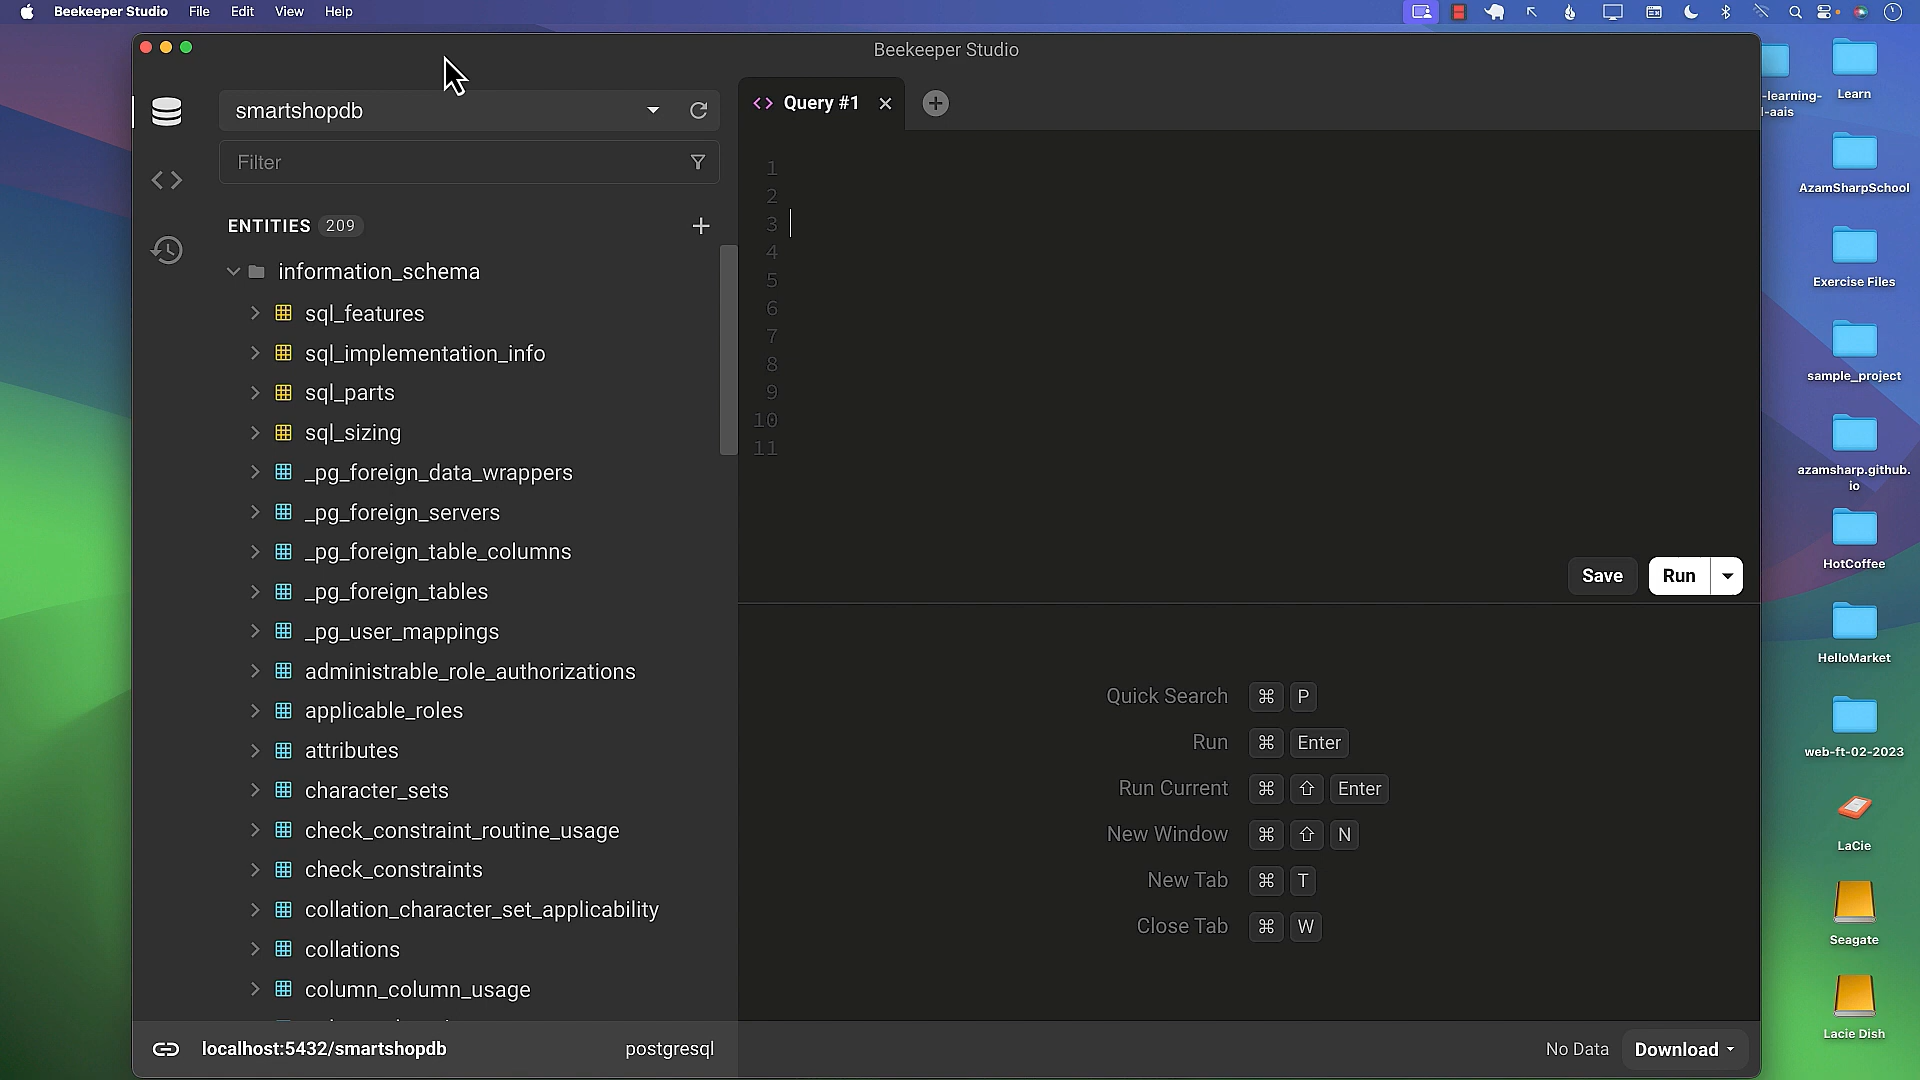 Beekeeper Studio File Edit View Help
Beekeeper Studio
smartshopdb
Filter
ENTITIES 209
information_schema
sql_features
sql_implementation_info
sql_parts
sql_sizing
_pg_foreign_data_wrappers
_pg_foreign_servers
_pg_foreign_table_columns
_pg_foreign_tables
_pg_user_mappings
administrable_role_authorizations
applicable_roles
attributes
character_sets
check_constraint_routine_usage
check_constraints
collation_character_set_applicability
collations
column_column_usage
localhost:5432/smartshopdb postgresql
Query #1
1
2
3
4
5
6
7
8
9
10
11
Save Run
Quick Search ⌘ P
Run ⌘ Enter
Run Current ⌘ ⇧ Enter
New Window ⌘ ⇧ N
New Tab ⌘ T
Close Tab ⌘ W
No Data Download
-learning-
l-aais
Learn
AzamSharpSchool
Exercise Files
sample_project
azamsharp.github.
io
HotCoffee
HelloMarket
web-ft-02-2023
LaCie
Seagate
Lacie Dish